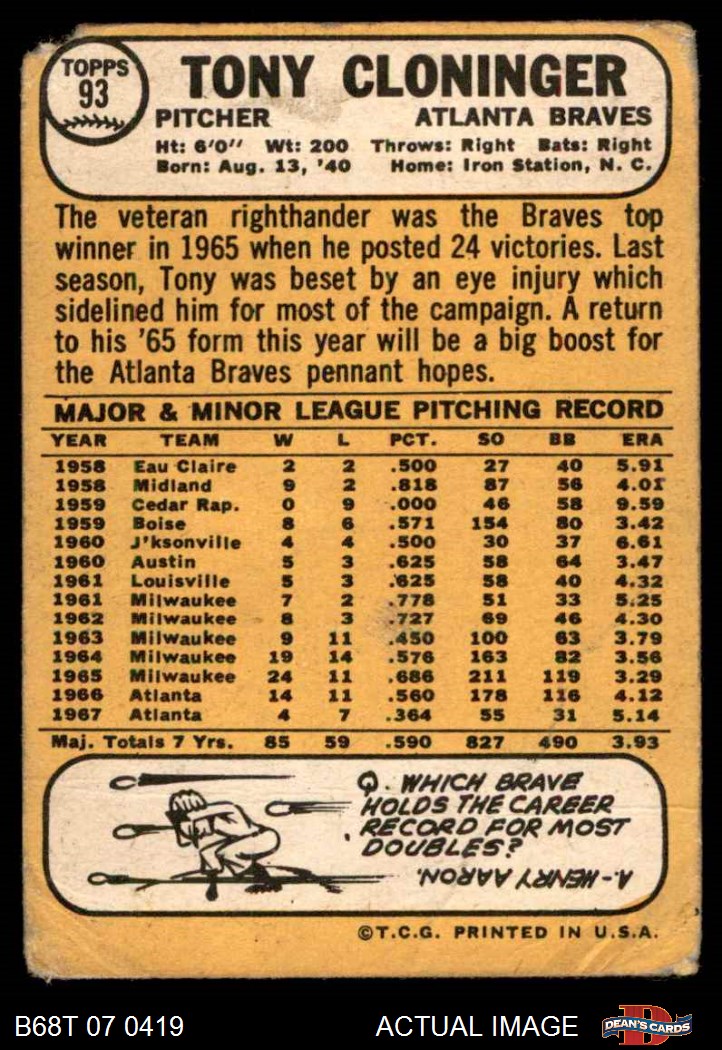 TOPPS
93
TONY CLONINGER
PITCHER ATLANTA BRAVES
Ht: 6'0" Wt: 200 Throws: Right Bats: Right
Born: Aug. 13, '40 Home: Iron Station, N. C.
The veteran righthander was the Braves top
winner in 1965 when he posted 24 victories. Last
season, Tony was beset by an eye injury which
sidelined him for most of the campaign. A return
to his '65 form this year will be a big boost for
the Atlanta Braves pennant hopes.
MAJOR & MINOR LEAGUE PITCHING RECORD
YEAR TEAM W L PCT. SO BB ERA
1958 Eau Claire 2 2 .500 27 40 5.91
1958 Midland 9 2 .818 87 56 4.01
1959 Cedar Rap. 0 9 .000 46 58 9.59
1959 Boise 8 6 .571 154 80 3.42
1960 J'ksonville 4 4 .500 30 37 6.61
1960 Austin 5 3 .625 58 64 3.47
1961 Louisville 5 3 .625 58 40 4.32
1961 Milwaukee 7 2 .778 51 33 5.25
1962 Milwaukee 8 3 .727 69 46 4.30
1963 Milwaukee 9 11 .450 100 63 3.79
1964 Milwaukee 19 14 .576 163 82 3.56
1965 Milwaukee 24 11 .686 211 119 3.29
1966 Atlanta 14 11 .560 178 116 4.12
1967 Atlanta 4 7 .364 55 31 5.14
Maj. Totals 7 Yrs. 85 59 .590 827 490 3.93
Q. WHICH BRAVE
HOLDS THE CAREER
RECORD FOR MOST
DOUBLES?
A-HENRY AARON.
©T.C.G. PRINTED IN U.S.A.
B68T 07 0419 ACTUAL IMAGE
D
DEAN'S CARDS